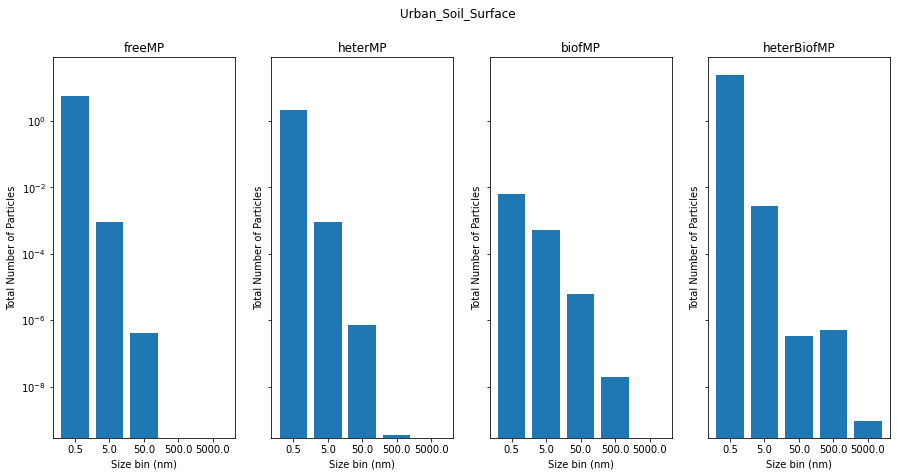 Urban_Soil_Surface
freeMP
heterMP
biofMP
heterBiofMP
Total Number of Particles
10⁰
10⁻²
10⁻⁴
10⁻⁶
10⁻⁸
0.5 5.0 50.0 500.0 5000.0
Size bin (nm)
Total Number of Particles
0.5 5.0 50.0 500.0 5000.0
Size bin (nm)
Total Number of Particles
0.5 5.0 50.0 500.0 5000.0
Size bin (nm)
Total Number of Particles
0.5 5.0 50.0 500.0 5000.0
Size bin (nm)